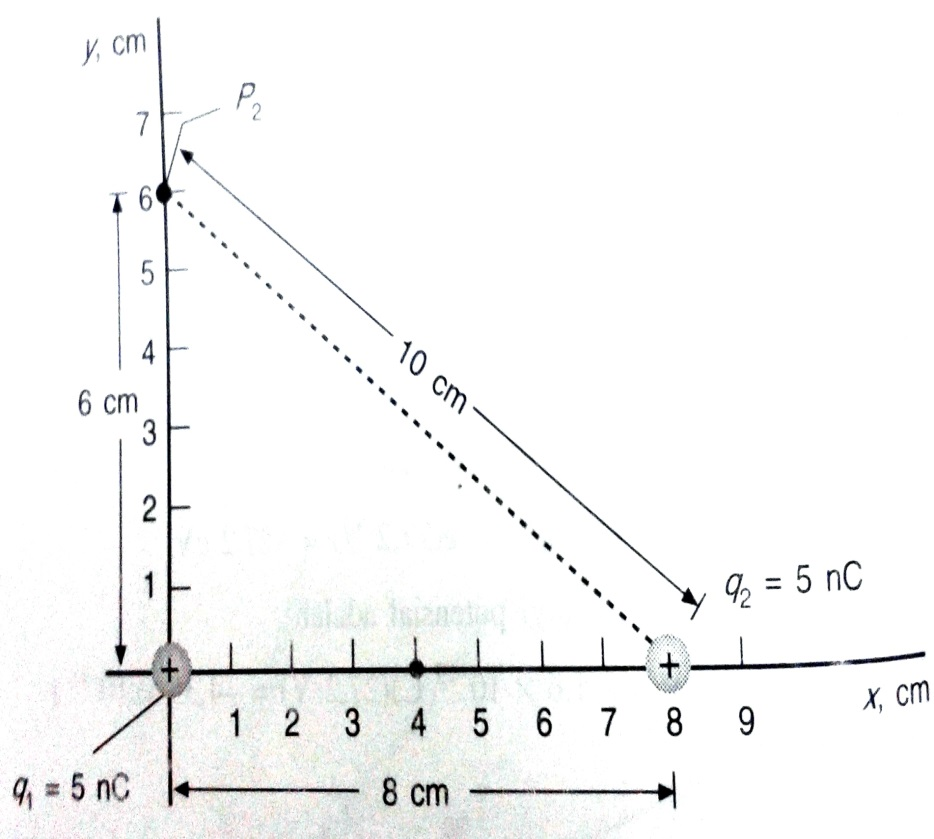 y, cm
P₂
7
6
5
4
3
2
1
6 cm
10 cm
q₂ = 5 nC
+
+
1 2 3 4 5 6 7 8 9
x, cm
q₁ = 5 nC
8 cm